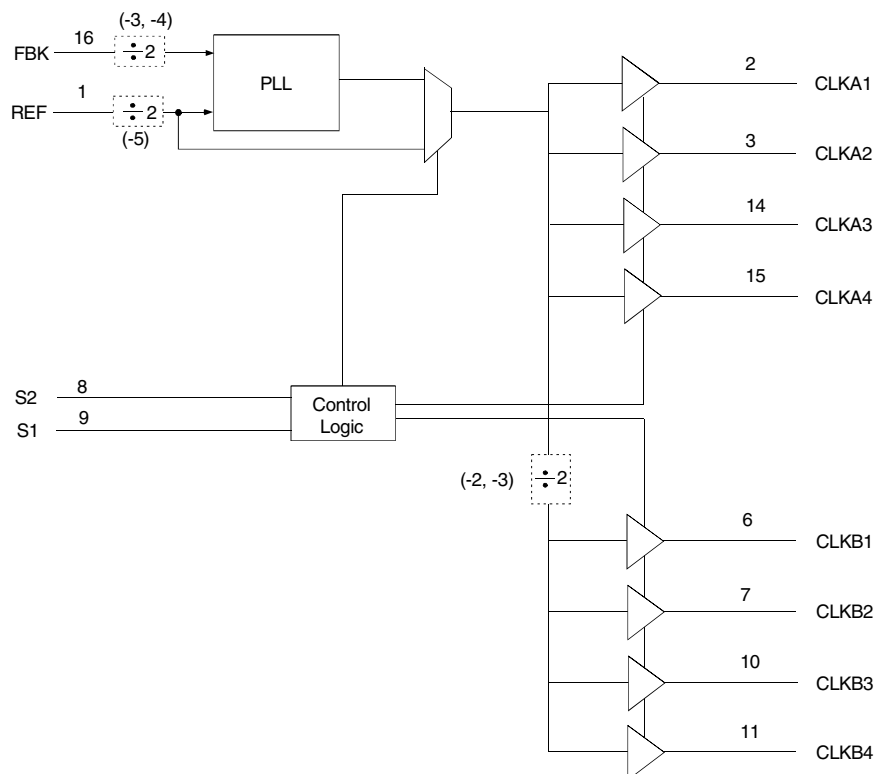 (-3, -4)
FBK 16 ÷2
PLL
REF 1 ÷2
(-5)
2 CLKA1
3 CLKA2
14 CLKA3
15 CLKA4
S2 8
S1 9
Control
Logic
(-2, -3) ÷2
6 CLKB1
7 CLKB2
10 CLKB3
11 CLKB4